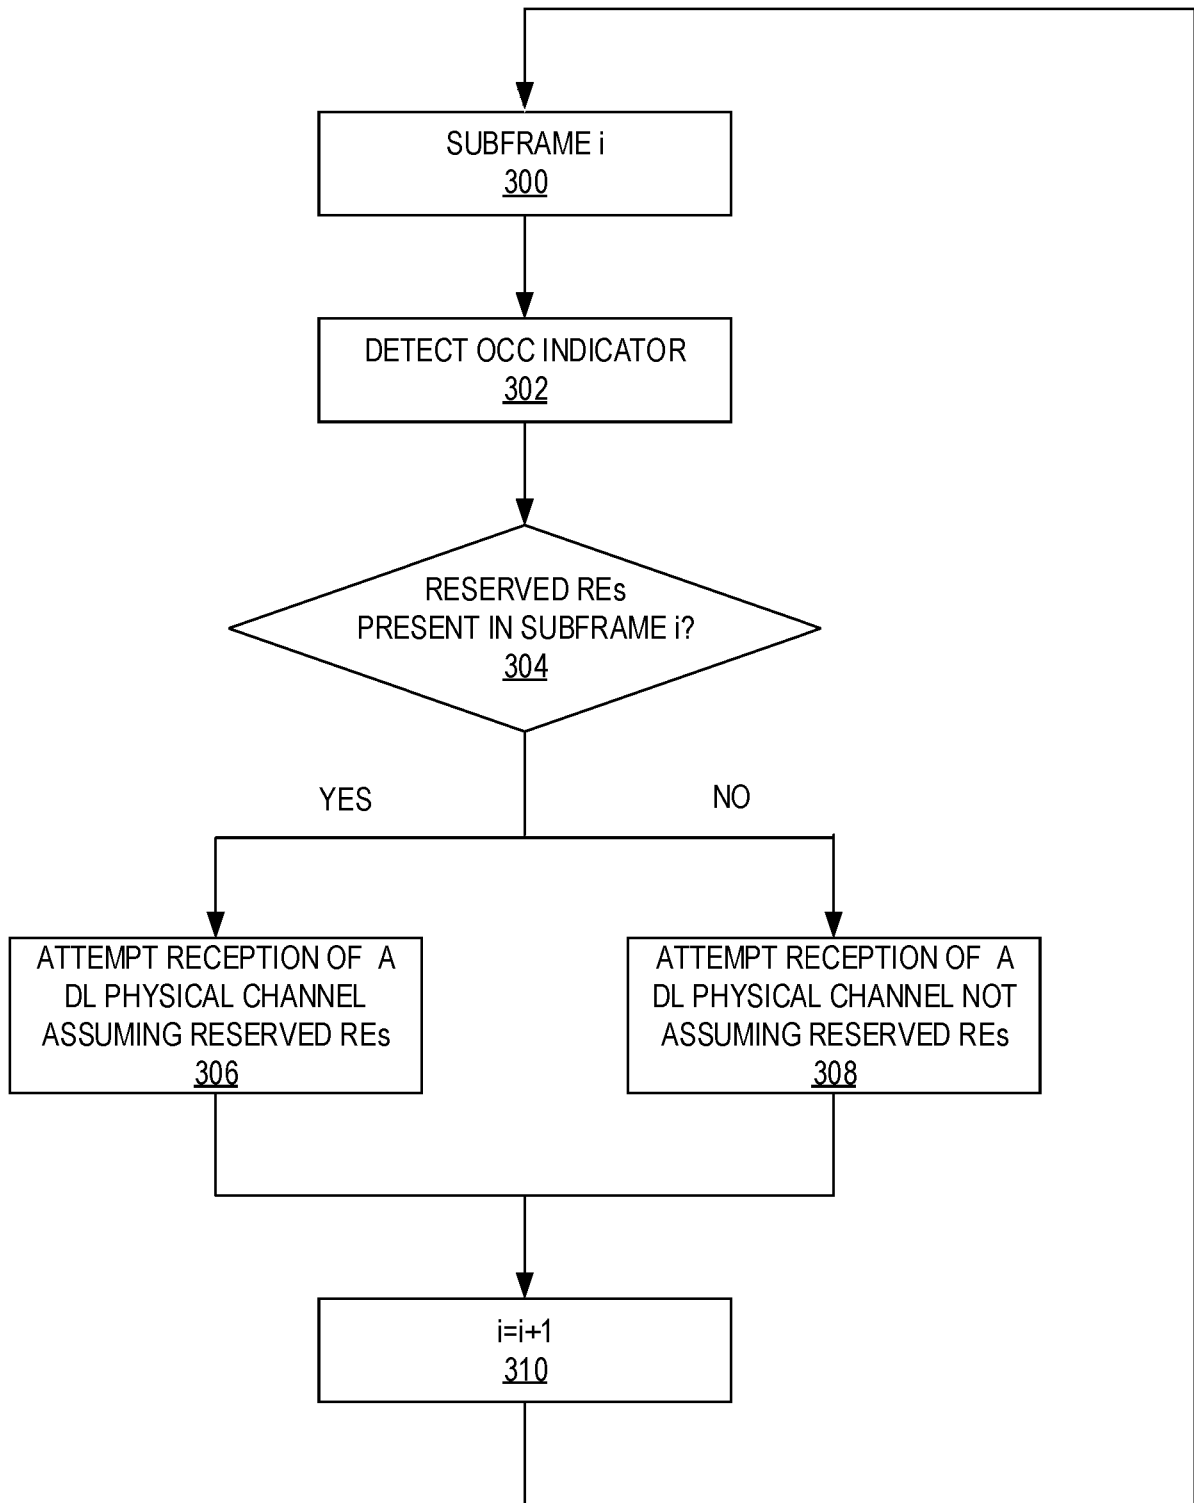 SUBFRAME i
300
DETECT OCC INDICATOR
302
RESERVED REs
PRESENT IN SUBFRAME i?
304
YES
NO
ATTEMPT RECEPTION OF A
DL PHYSICAL CHANNEL
ASSUMING RESERVED REs
306
ATTEMPT RECEPTION OF A
DL PHYSICAL CHANNEL NOT
ASSUMING RESERVED REs
308
i=i+1
310